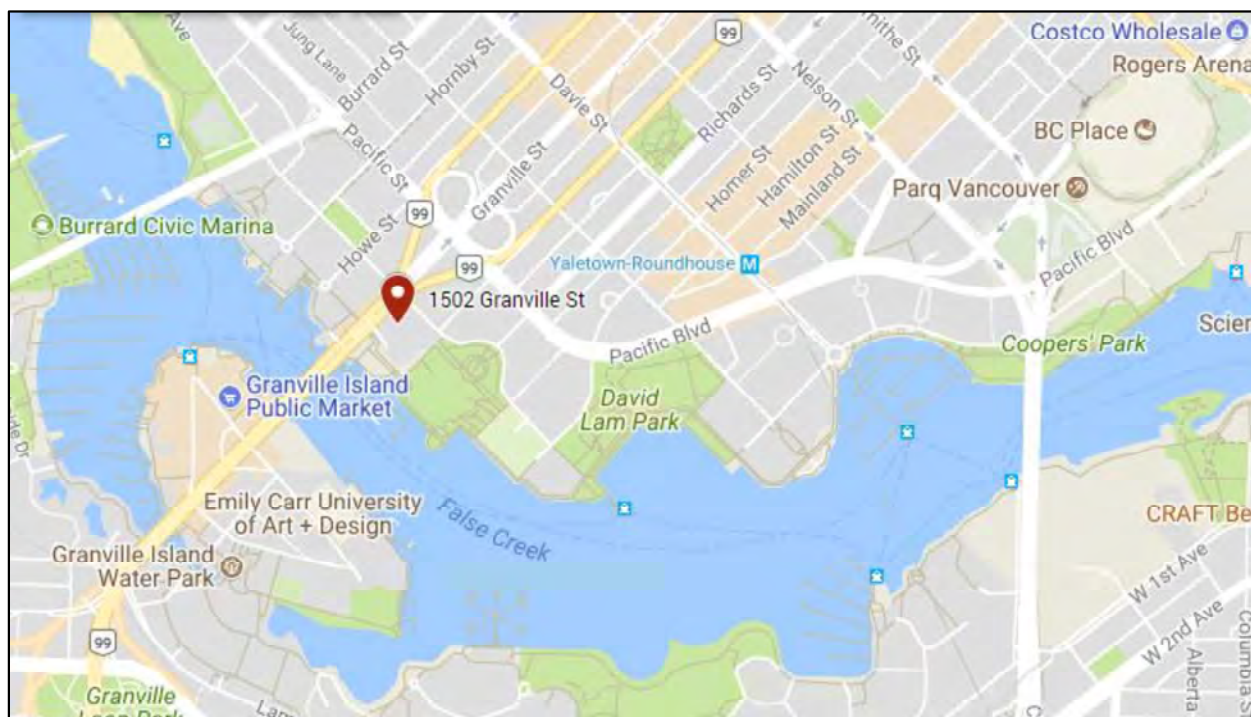 Costco Wholesale
Rogers Arena
BC Place
Parq Vancouver
99
Ave
Jung Lane
Burrard St
Hornby St
Pacific St
Davie St
Nelson St
Richards St
Homer St
Hamilton St
Mainland St
Granville St
Howe St
99
99
Burrard Civic Marina
Yaletown-Roundhouse M
1502 Granville St
Pacific Blvd
Pacific Blvd
Coopers' Park
Granville Island
Public Market
David
Lam Park
Emily Carr University
of Art + Design
False Creek
Granville Island
Water Park
CRAFT
W 1st Ave
W 2nd Ave
Alberta
Columbia
99
Granville